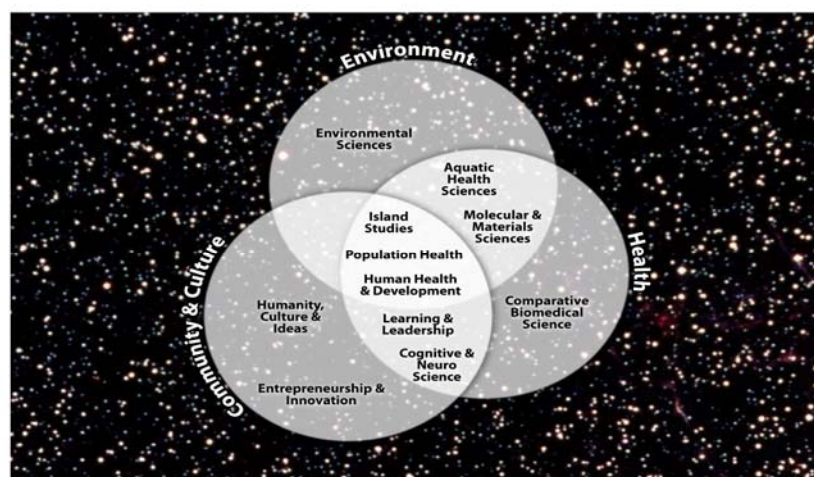 Environment
Environmental
Sciences
Aquatic
Health
Sciences
Island
Studies
Molecular &
Materials
Sciences
Population Health
Human Health
& Development
Health
Community & Culture
Humanity,
Culture &
Ideas
Learning &
Leadership
Comparative
Biomedical
Science
Cognitive &
Neuro
Science
Entrepreneurship &
Innovation